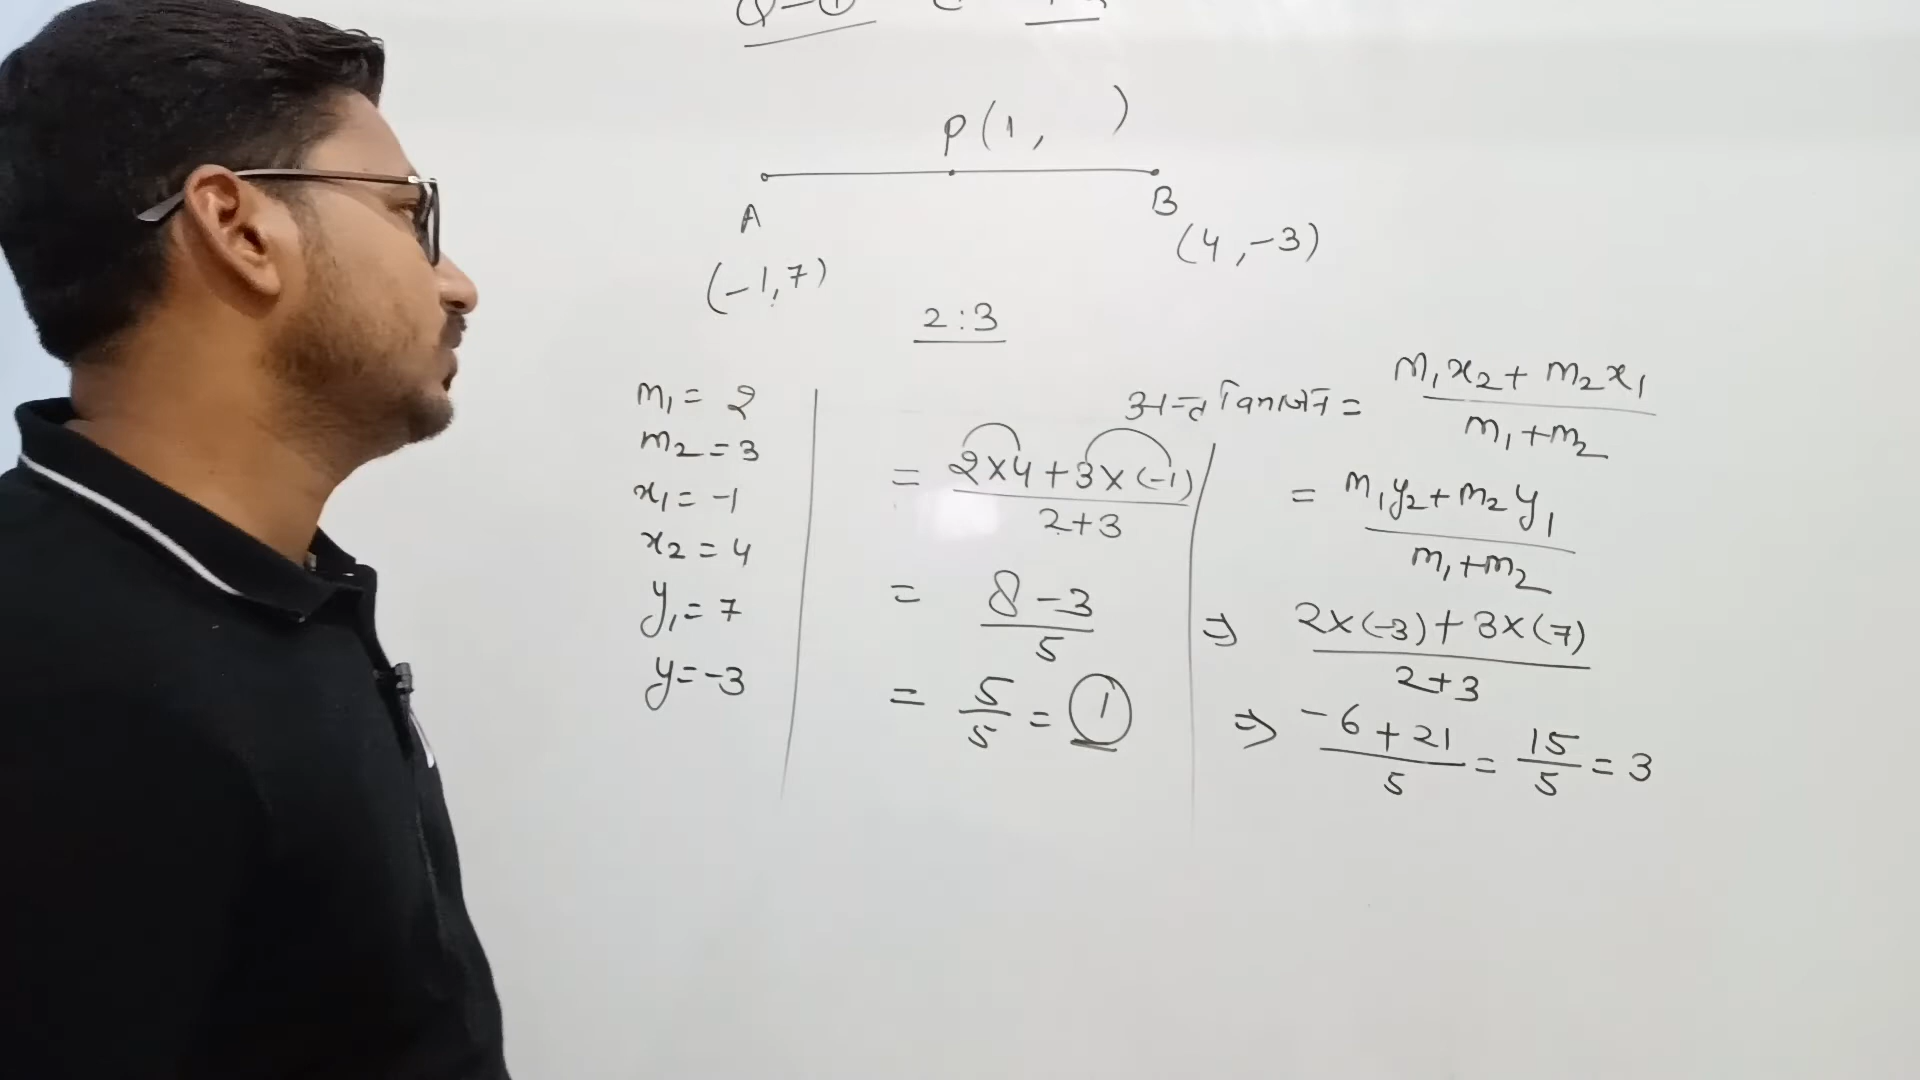 P(1, )
A
B
(-1,7)
(4,-3)
2:3
m₁= 2
m₂=3
x₁=-1
x₂=4
y₁=7
y=-3
= 2×4+3×(-1)
2+3
= 8-3
5
= 5/5 = 1
अन्तः विभाजन = m₁x₂+m₂x₁
m₁+m₂
= m₁y₂+m₂y₁
m₁+m₂
⇒ 2×(-3)+3×(7)
2+3
⇒ -6+21/5 = 15/5 = 3